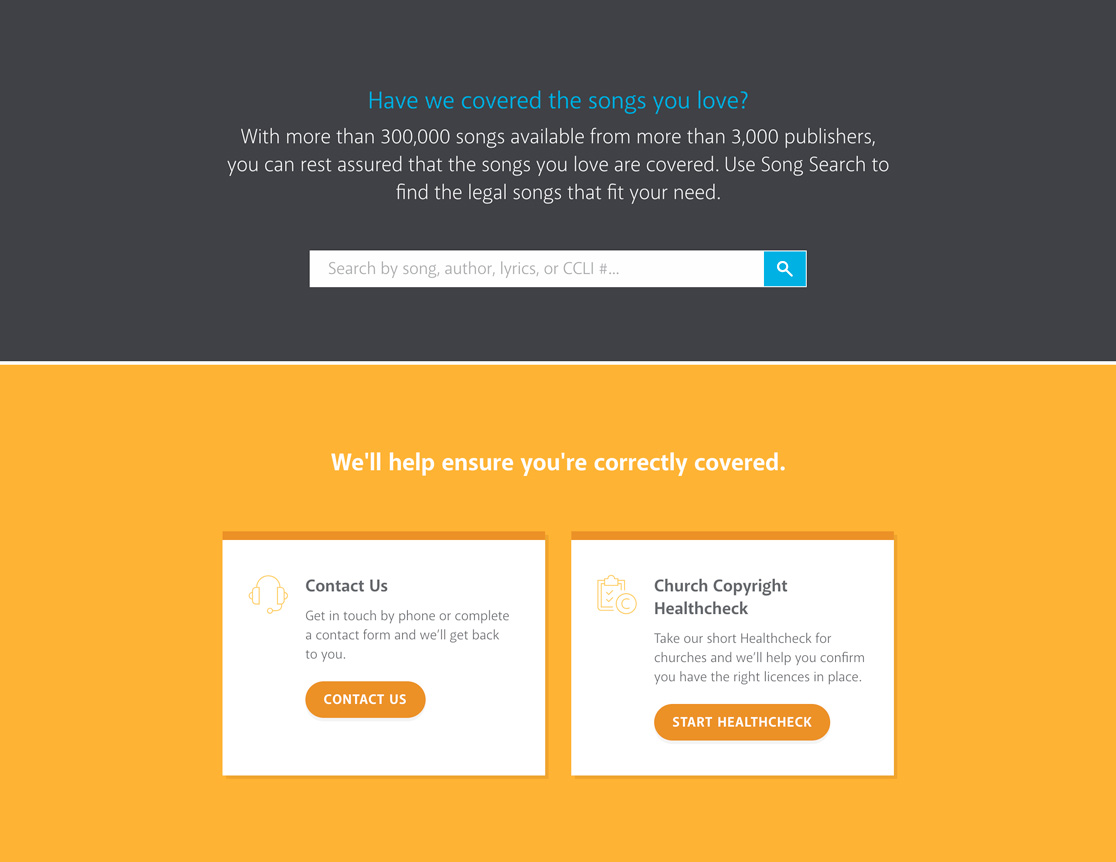 Have we covered the songs you love?
With more than 300,000 songs available from more than 3,000 publishers,
you can rest assured that the songs you love are covered. Use Song Search to
find the legal songs that fit your need.
Search by song, author, lyrics, or CCLI #...
We'll help ensure you're correctly covered.
Contact Us
Get in touch by phone or complete
a contact form and we’ll get back
to you.
CONTACT US
Church Copyright
Healthcheck
Take our short Healthcheck for
churches and we’ll help you confirm
you have the right licences in place.
START HEALTHCHECK